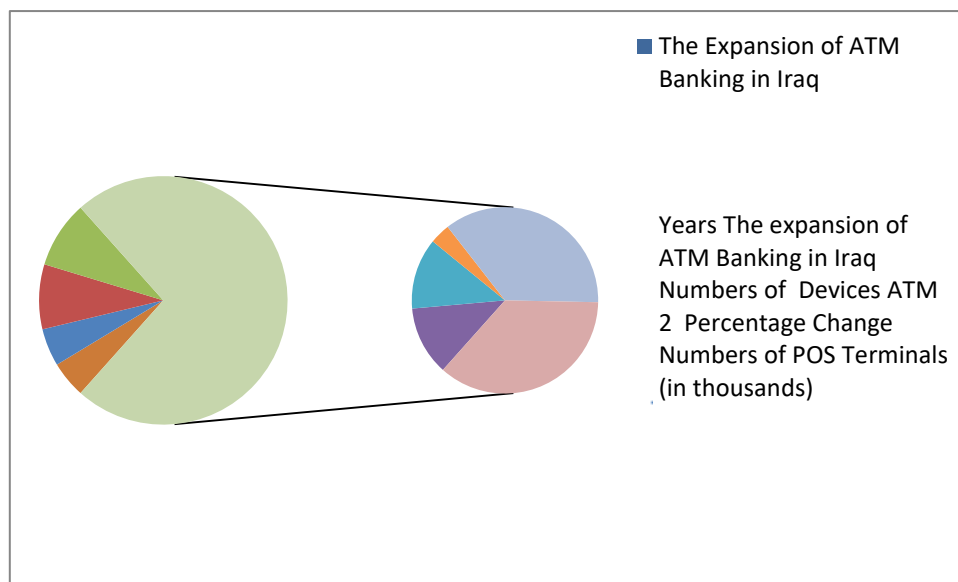 The Expansion of ATM
Banking in Iraq
Years The expansion of
ATM Banking in Iraq
Numbers of  Devices ATM
2  Percentage Change
Numbers of POS Terminals
(in thousands)